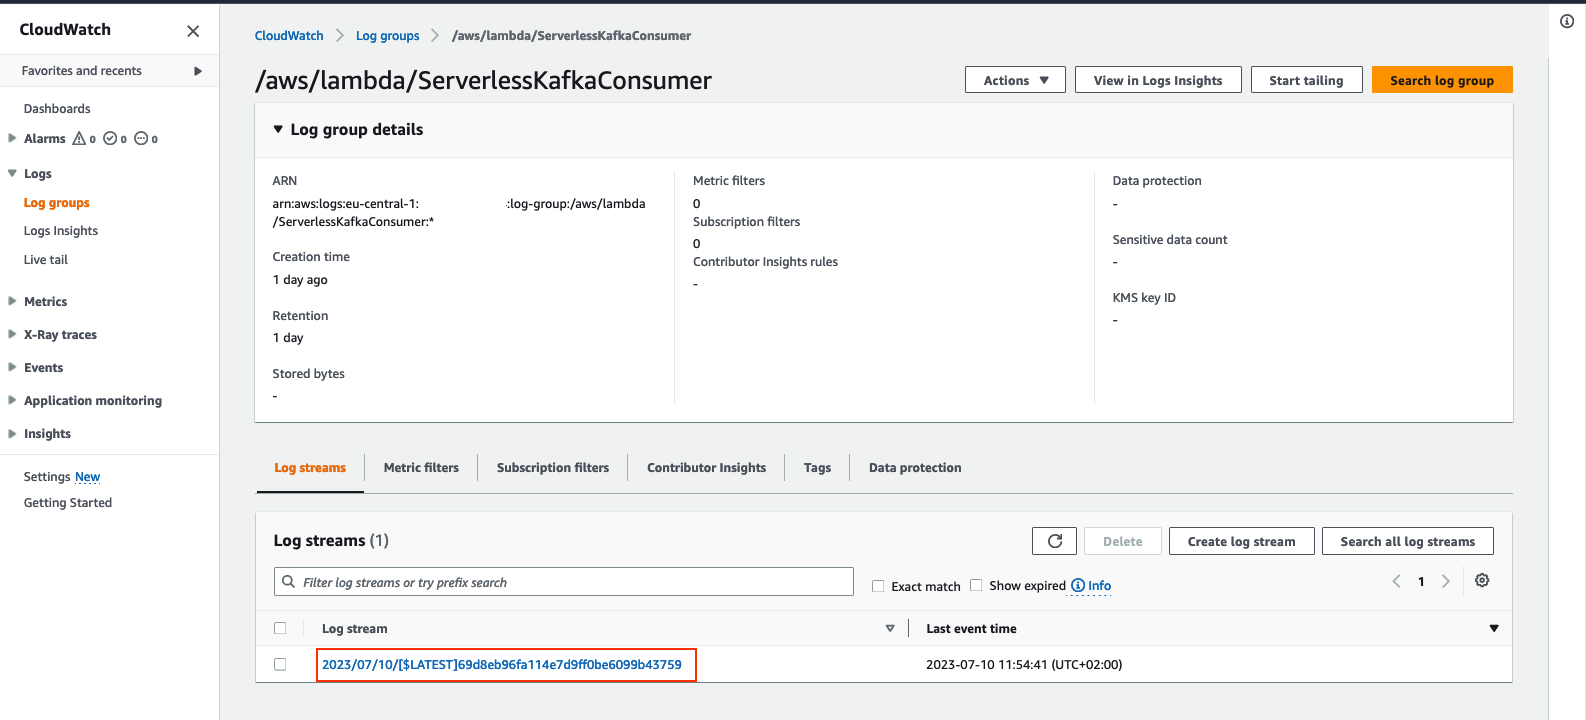 CloudWatch
Favorites and recents
Dashboards
Alarms 0 0 0
Logs
Log groups
Logs Insights
Live tail
Metrics
X-Ray traces
Events
Application monitoring
Insights
Settings New
Getting Started
CloudWatch > Log groups > /aws/lambda/ServerlessKafkaConsumer
/aws/lambda/ServerlessKafkaConsumer
Actions
View in Logs Insights
Start tailing
Search log group
Log group details
ARN
arn:aws:logs:eu-central-1: :log-group:/aws/lambda
/ServerlessKafkaConsumer:*
Creation time
1 day ago
Retention
1 day
Stored bytes
-
Metric filters
0
Subscription filters
0
Contributor Insights rules
-
Data protection
-
Sensitive data count
-
KMS key ID
-
Log streams
Metric filters
Subscription filters
Contributor Insights
Tags
Data protection
Log streams (1)
Delete
Create log stream
Search all log streams
Filter log streams or try prefix search
Exact match
Show expired
Info
1
Log stream
Last event time
2023/07/10/[$LATEST]69d8eb96fa114e7d9ff0be6099b43759
2023-07-10 11:54:41 (UTC+02:00)